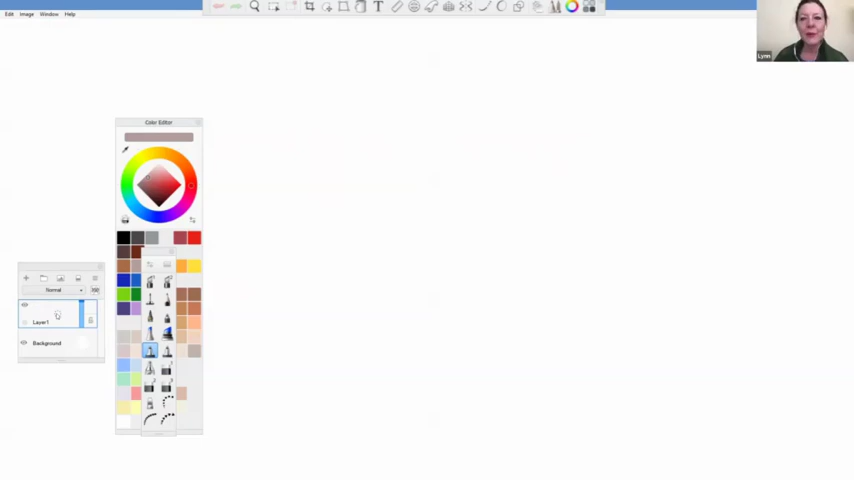 Edit Image Window Help
T
Lynn
Color Editor
Normal
Layer1
Background